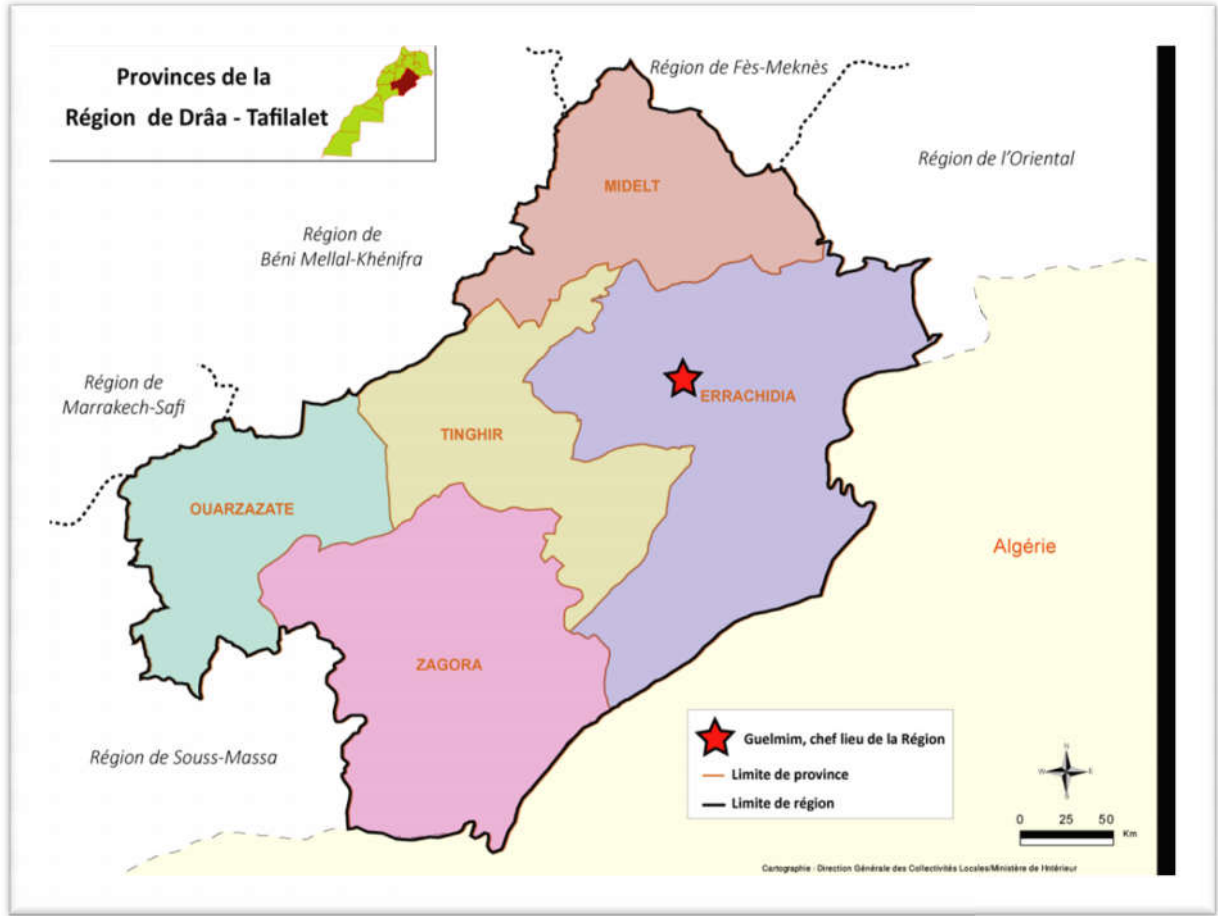 Provinces de la
Région de Drâa - Tafilalet
Région de Fès-Meknès
Région de l'Oriental
MIDELT
Région de
Béni Mellal-Khénifra
Région de
Marrakech-Safi
ERRACHIDIA
TINGHIR
OUARZAZATE
Algérie
ZAGORA
Région de Souss-Massa
Guelmim, chef lieu de la Région
Limite de province
Limite de région
N
W
E
S
0 25 50
Km
Cartographie : Direction Générale des Collectivités Locales/Ministère de l'Intérieur